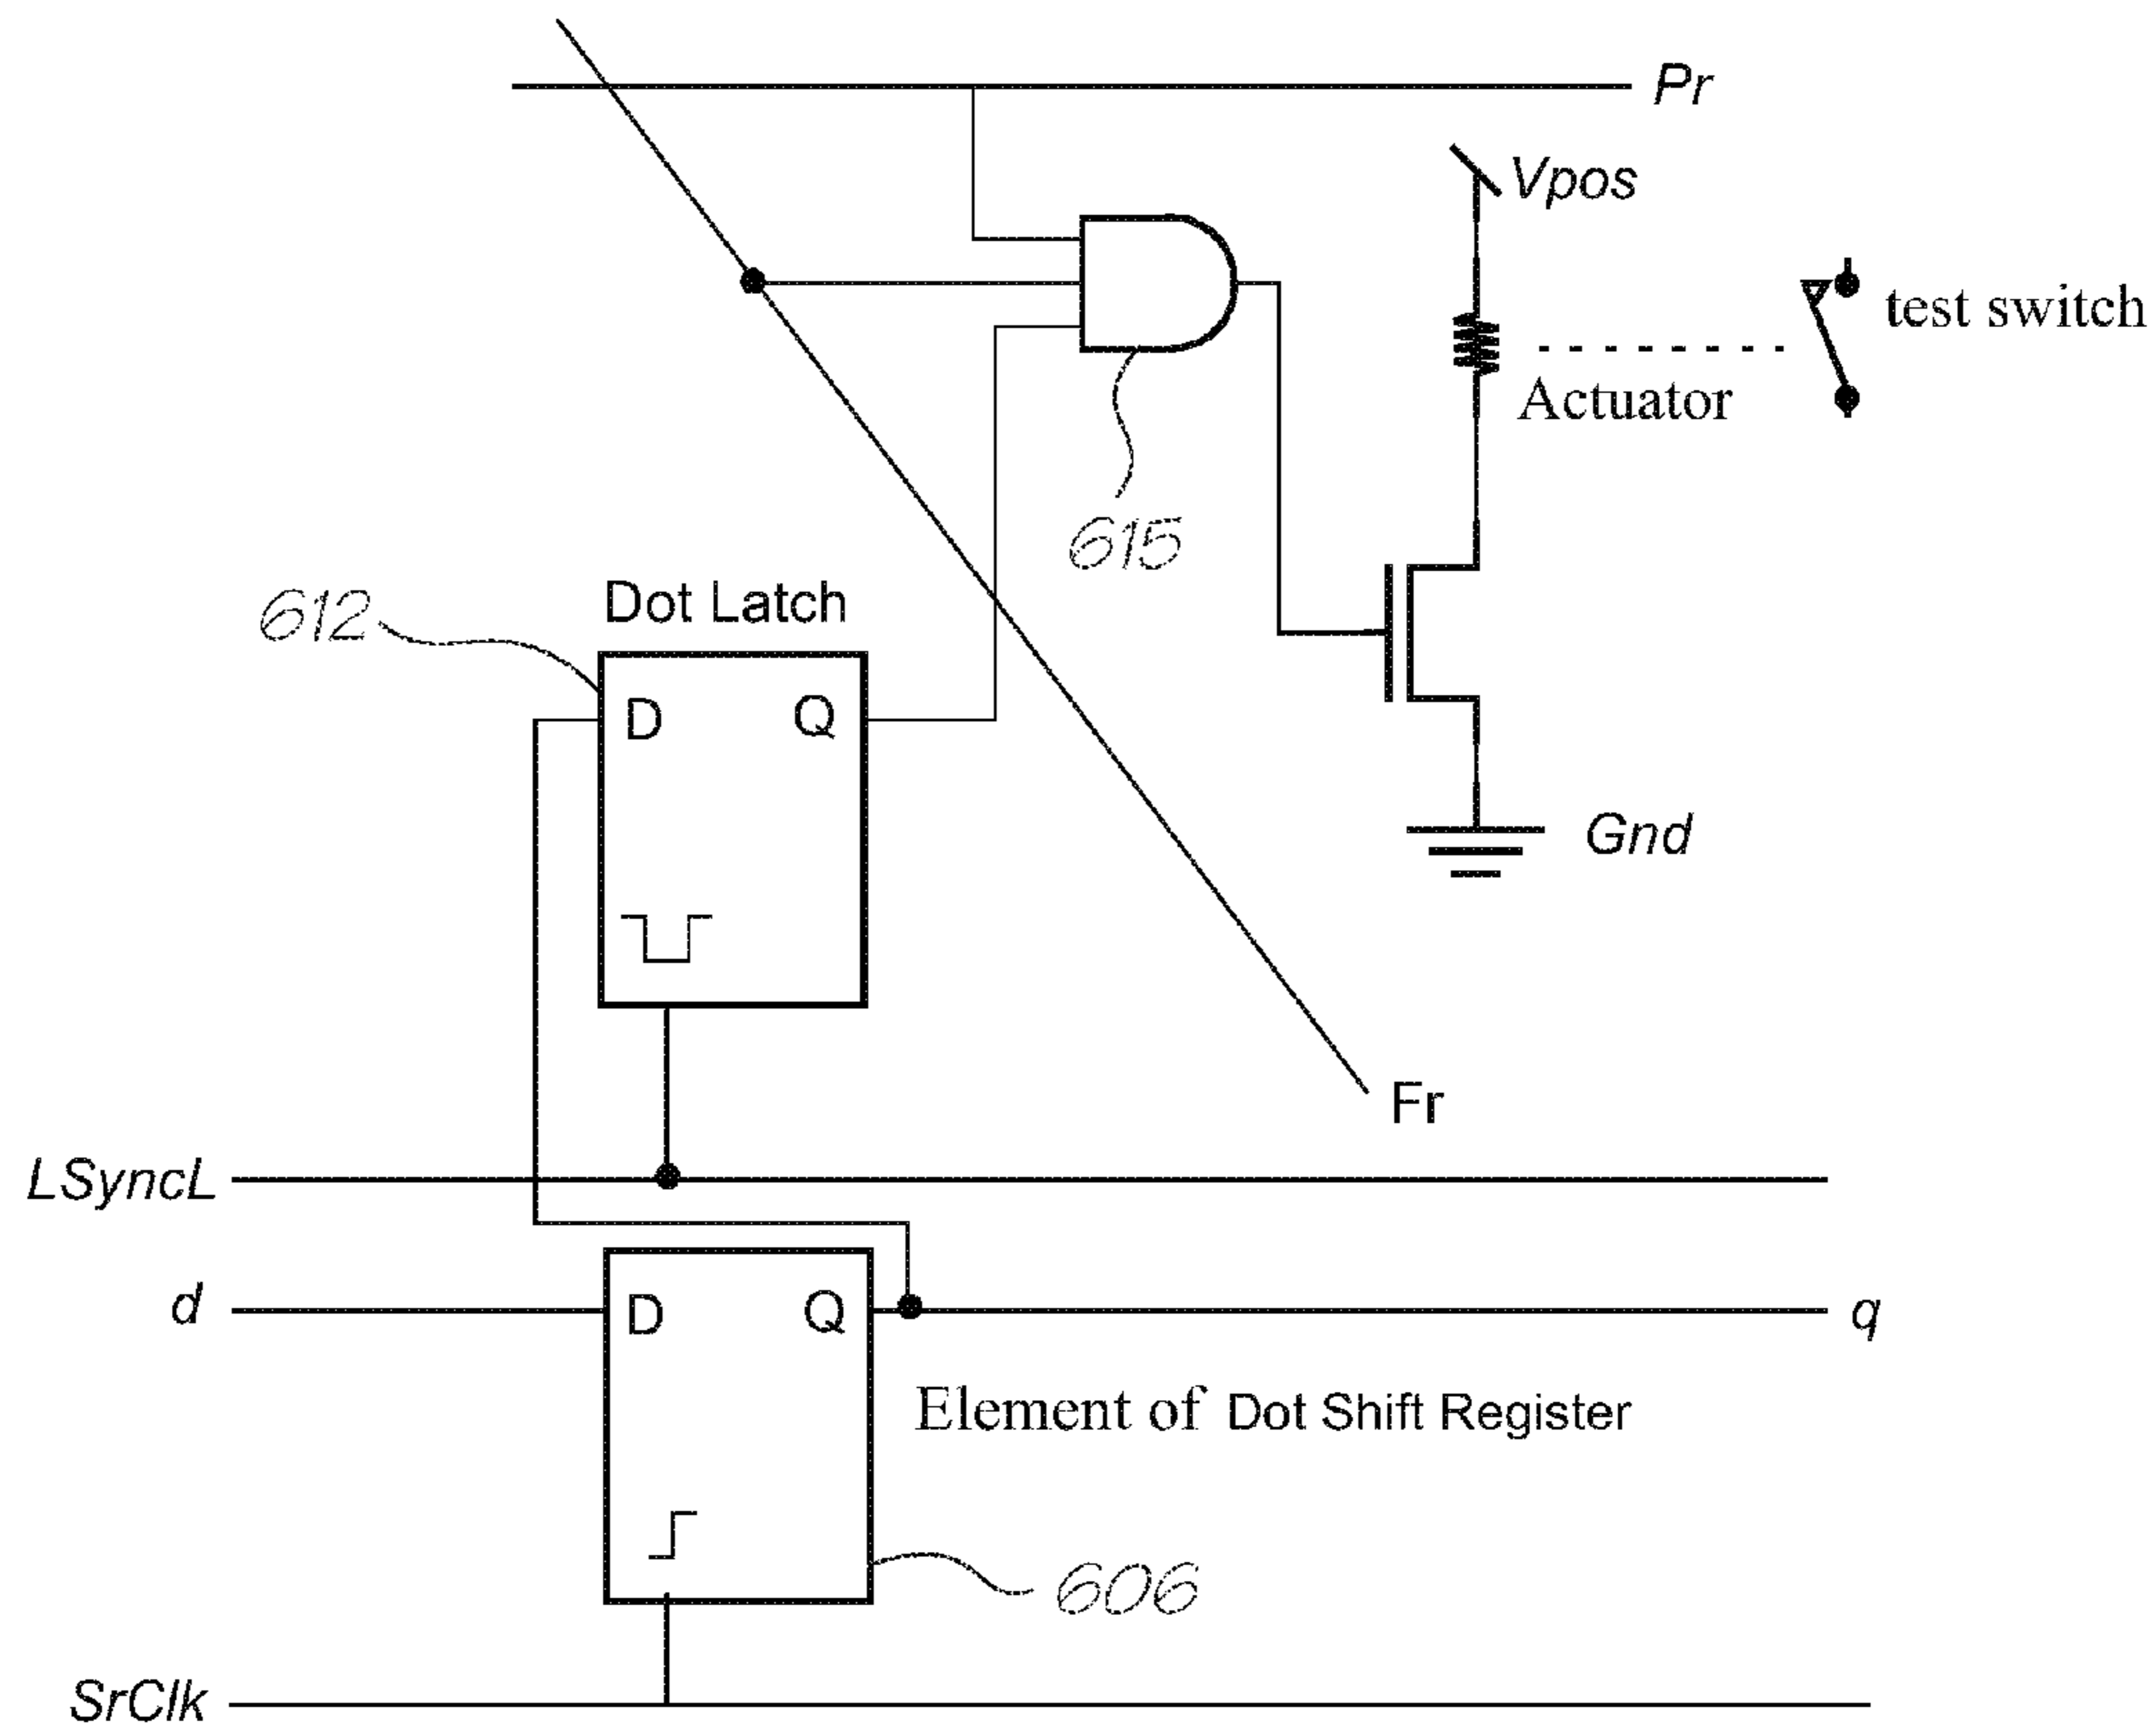 Pr
Vpos
test switch
Actuator
615
612
Dot Latch
D Q
Gnd
Fr
LSyncL
d
D Q
q
Element of Dot Shift Register
606
SrClk